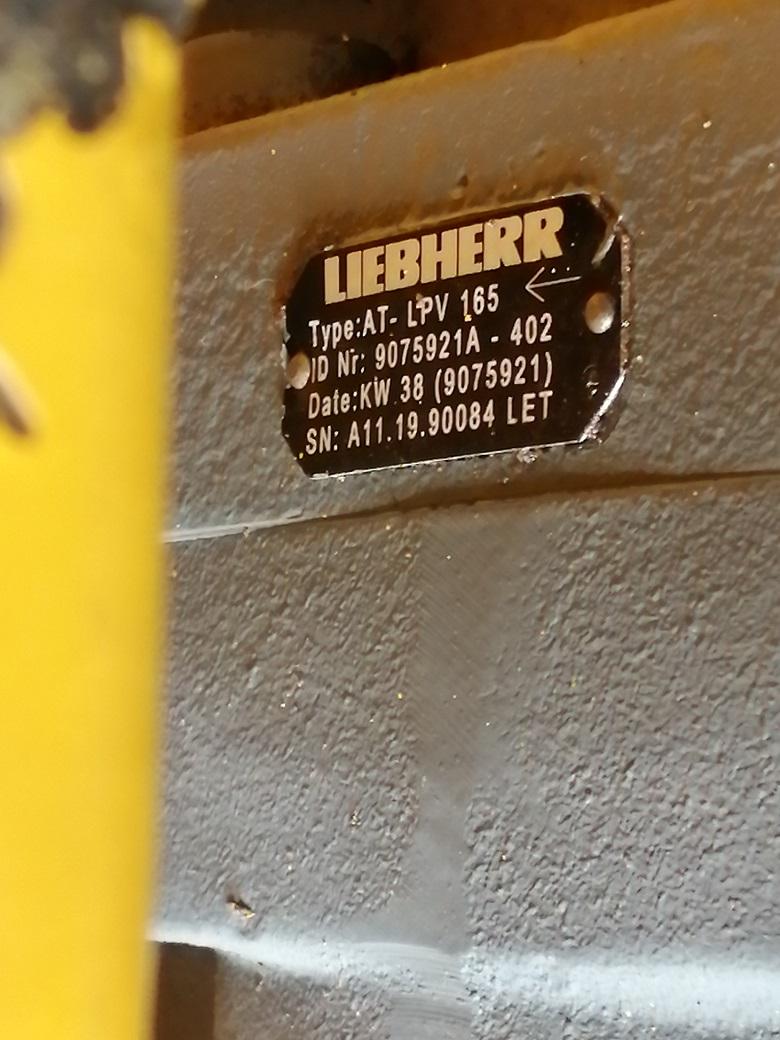 LIEBHERR
Type:AT- LPV 165
ID Nr: 9075921A - 402
Date:KW 38 (9075921)
SN: A11.19.90084 LET